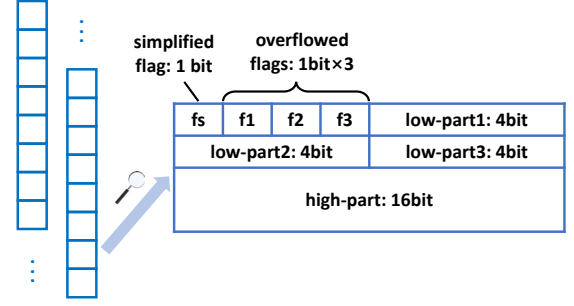 simplified
flag: 1 bit
overflowed
flags: 1bit×3
fs f1 f2 f3 low-part1: 4bit
low-part2: 4bit low-part3: 4bit
high-part: 16bit